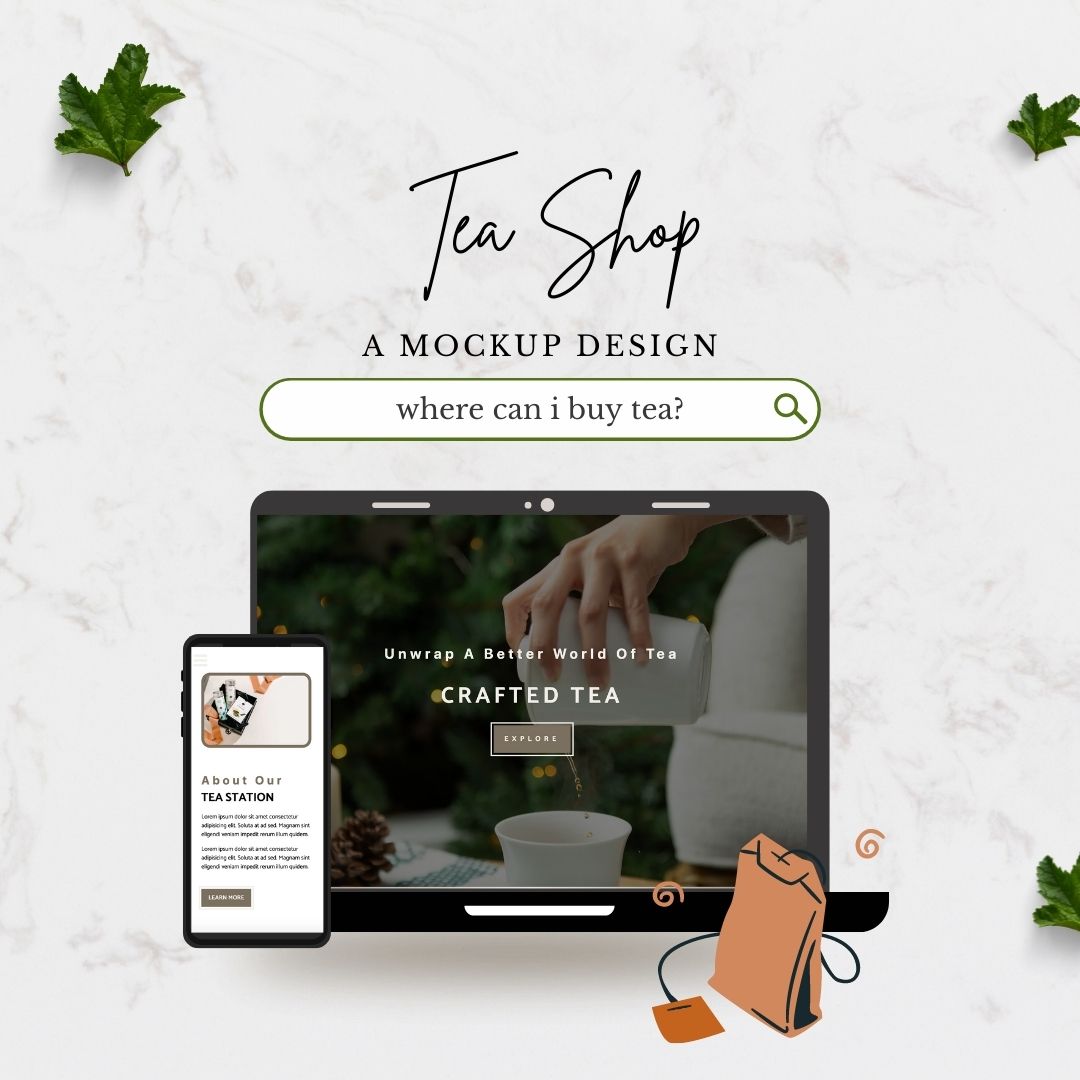 Tea Shop
A MOCKUP DESIGN
where can i buy tea?
Unwrap A Better World Of Tea
CRAFTED TEA
EXPLORE
About Our
TEA STATION
Lorem ipsum dolor sit amet consectetur
adipisicing elit. Soluta at ad sed. Magnam sint
eligendi veniam impedit rerum illum quidem.
Lorem ipsum dolor sit amet consectetur
adipisicing elit. Soluta at ad sed. Magnam sint
eligendi veniam impedit rerum illum quidem.
LEARN MORE